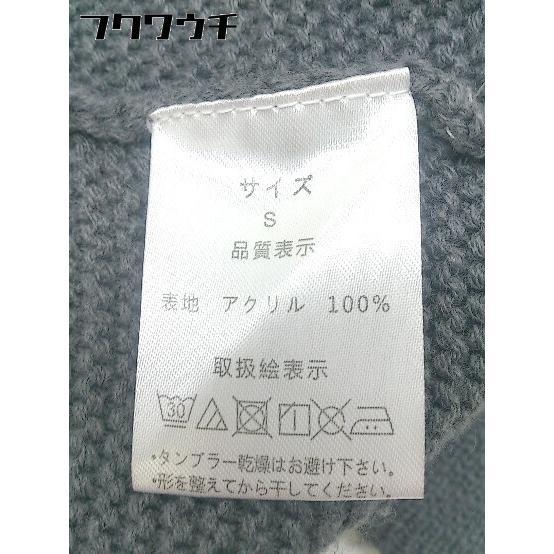 フクワウチ
サイズ
S
品質表示
表地 アクリル 100%
取扱絵表示
30
・タンブラー乾燥はお避け下さい。
・形を整えてから干してください。